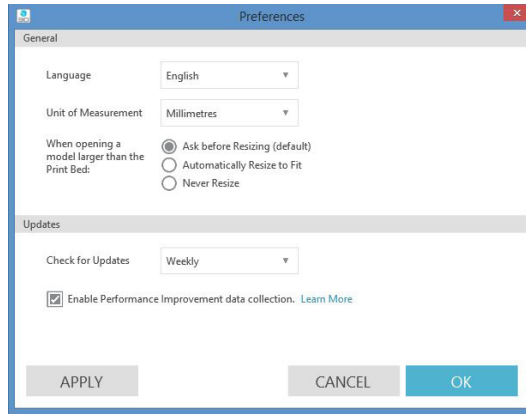 Preferences
General
Language
English
Unit of Measurement
Millimetres
When opening a
model larger than the
Print Bed:
Ask before Resizing (default)
Automatically Resize to Fit
Never Resize
Updates
Check for Updates
Weekly
Enable Performance Improvement data collection. Learn More
APPLY
CANCEL
OK